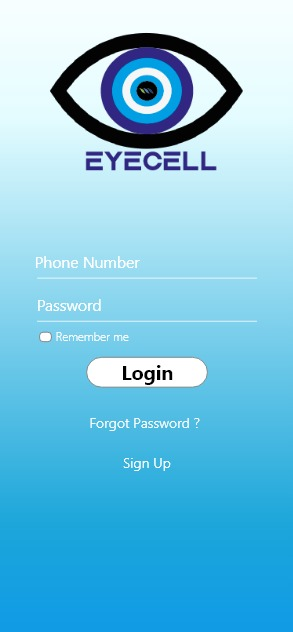 EYECELL
Phone Number
Password
Remember me
Login
Forgot Password ?
Sign Up